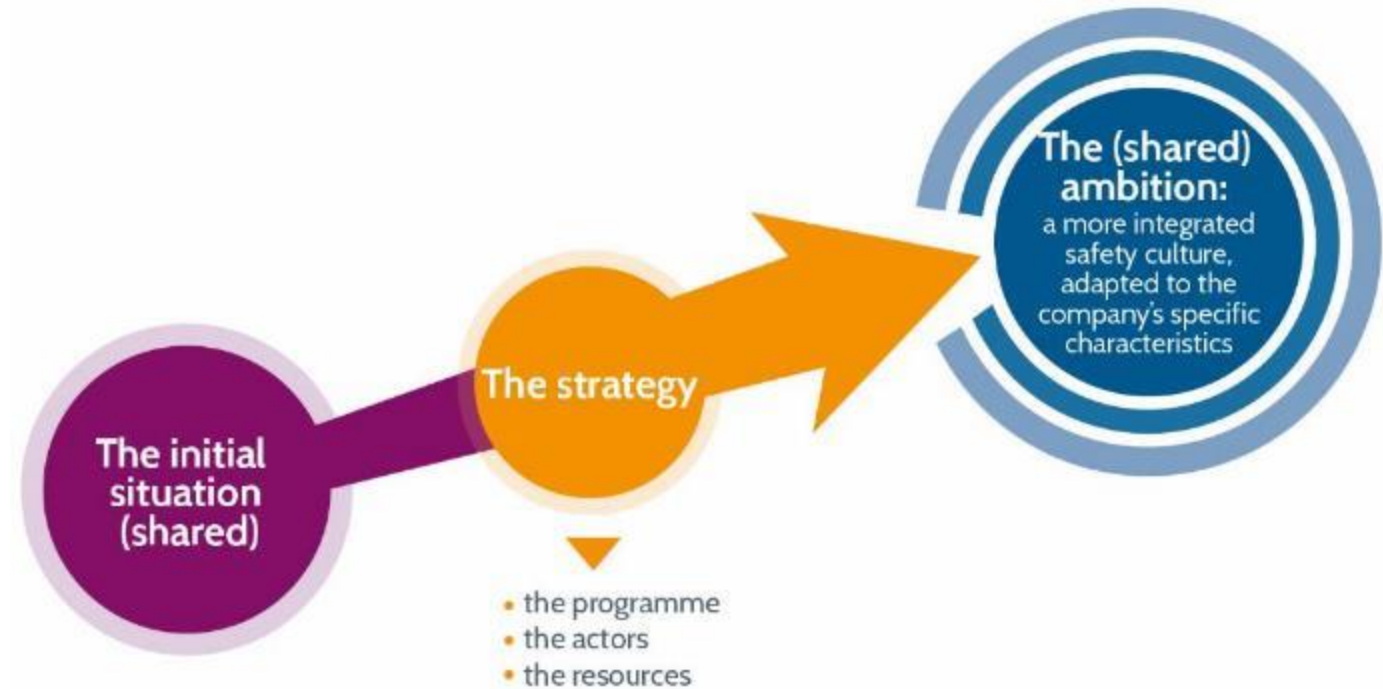 The initial
situation
(shared)
The strategy
• the programme
• the actors
• the resources
The (shared)
ambition:
a more integrated
safety culture,
adapted to the
company's specific
characteristics